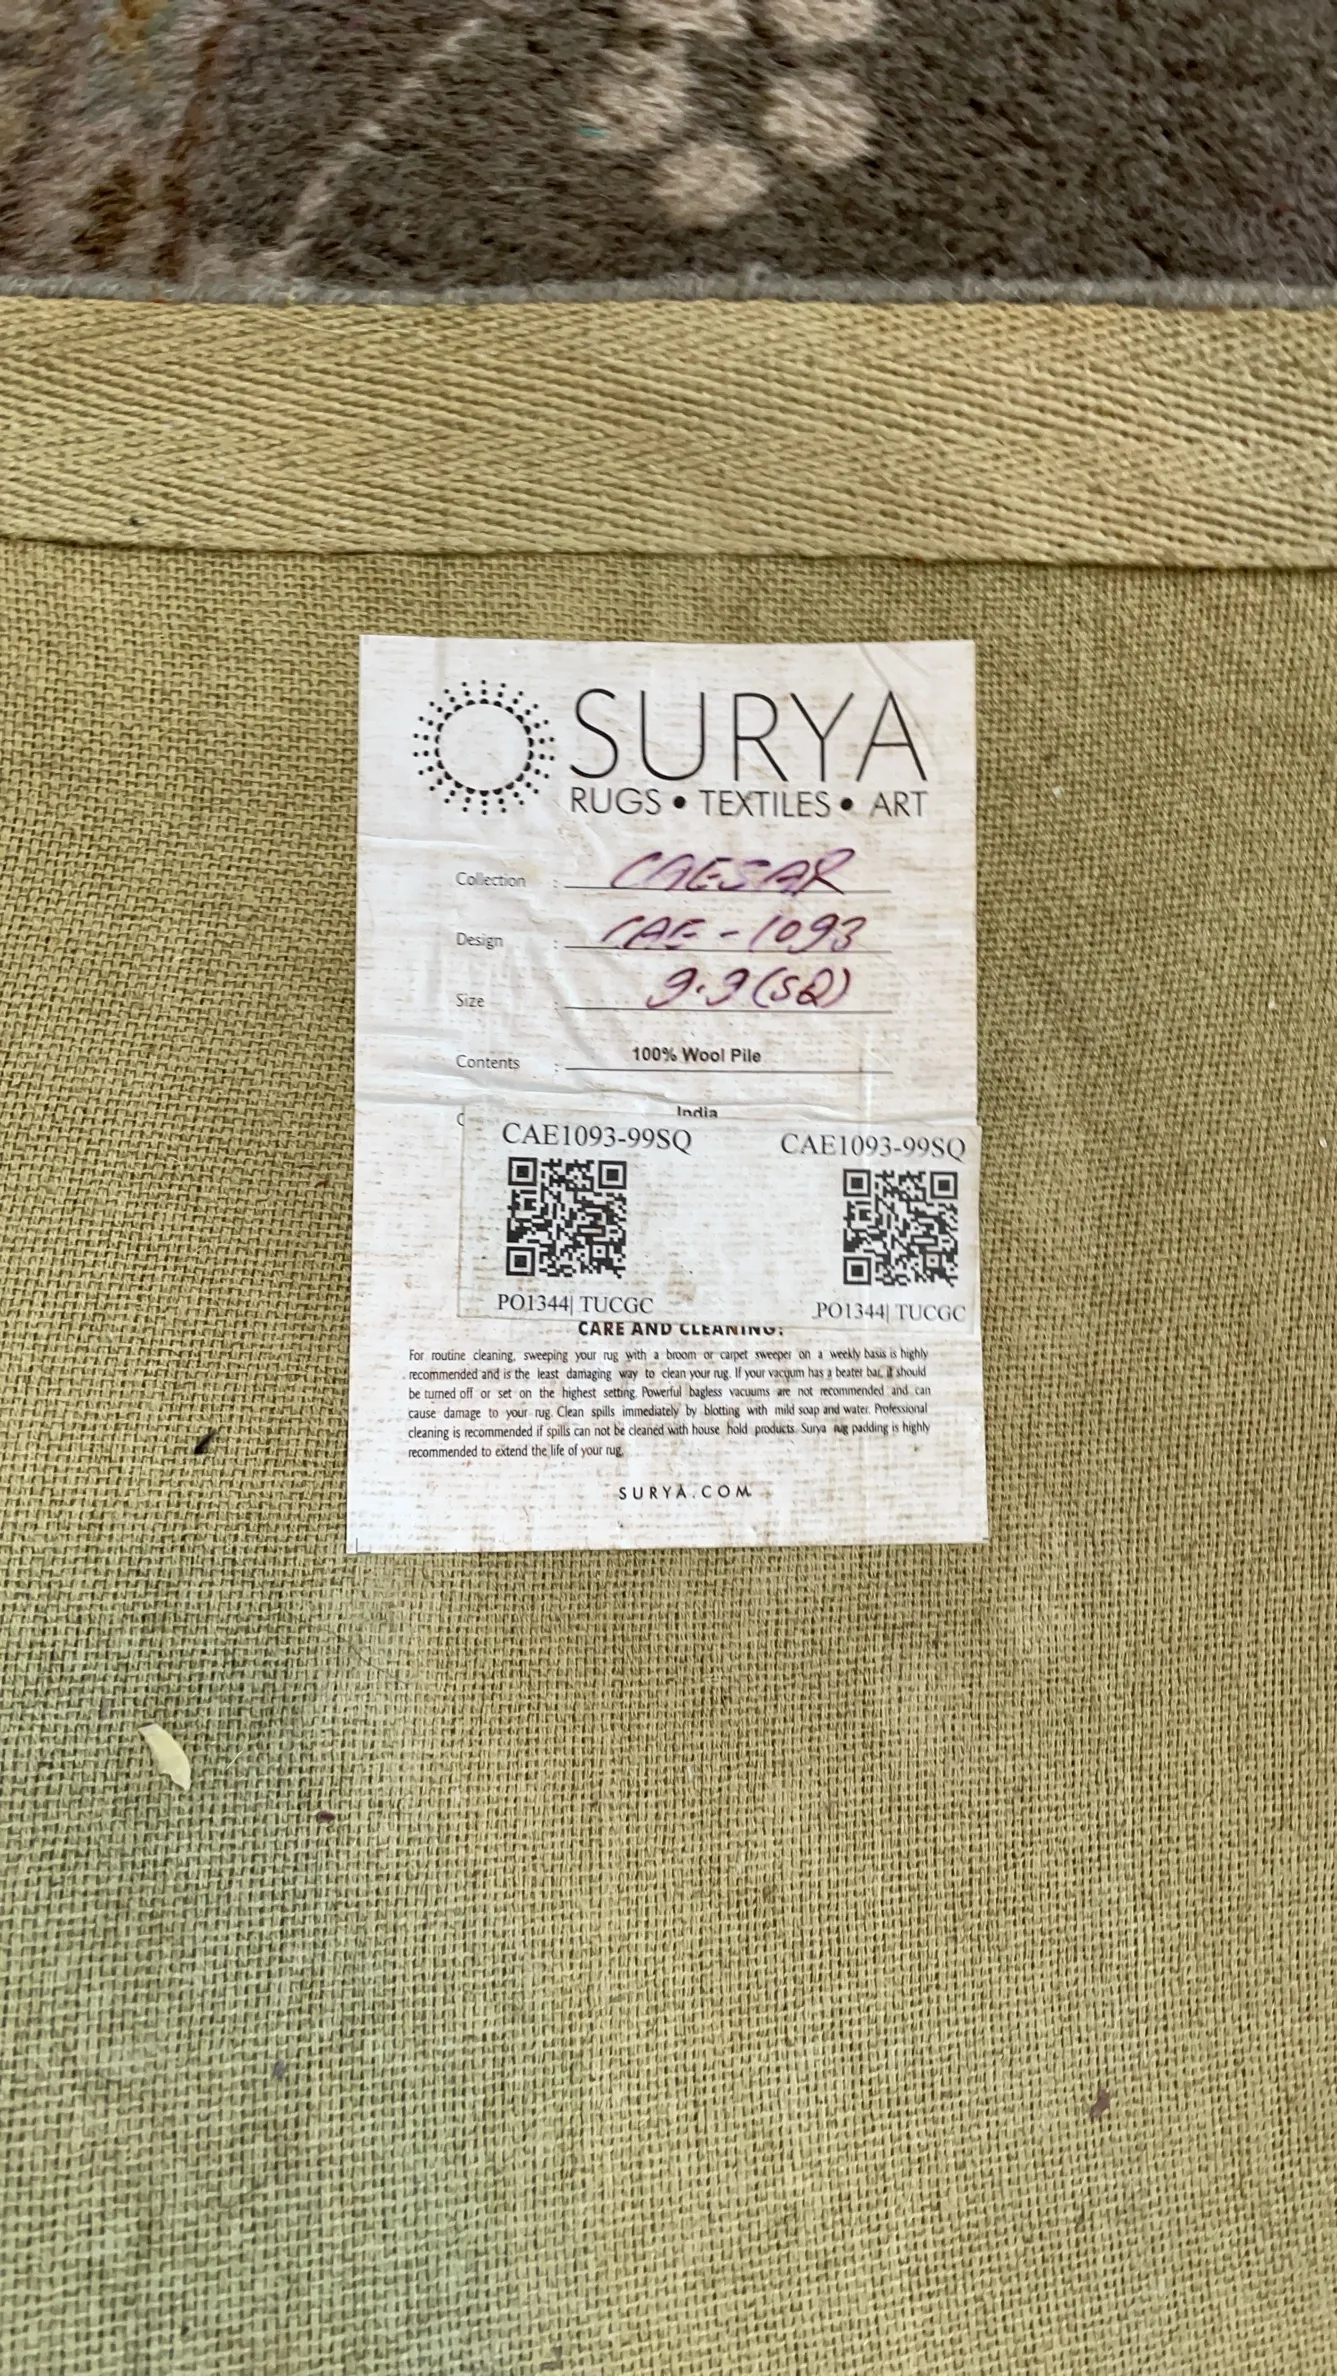 SURYA
RUGS • TEXTILES • ART
Collection : CAESAR
Design : CAE-1093
Size : 9.9 (SQ)
Contents : 100% Wool Pile
India
CAE1093-99SQ CAE1093-99SQ
PO1344| TUCGC PO1344| TUCGC
CARE AND CLEANING:
For routine cleaning, sweeping your rug with a broom or carpet sweeper on a weekly basis is highly
recommended and is the least damaging way to clean your rug. If your vacuum has a beater bar, it should
be turned off or set on the highest setting. Powerful bagless vacuums are not recommended and can
cause damage to your rug. Clean spills immediately by blotting with mild soap and water. Professional
cleaning is recommended if spills can not be cleaned with house hold products. Surya rug padding is highly
recommended to extend the life of your rug.
SURYA.COM